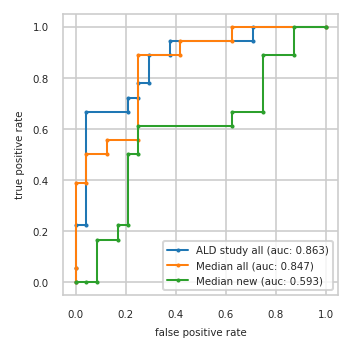 1.0
0.8
0.6
0.4
0.2
0.0
true positive rate
ALD study all (auc: 0.863)
Median all (auc: 0.847)
Median new (auc: 0.593)
0.0 0.2 0.4 0.6 0.8 1.0
false positive rate